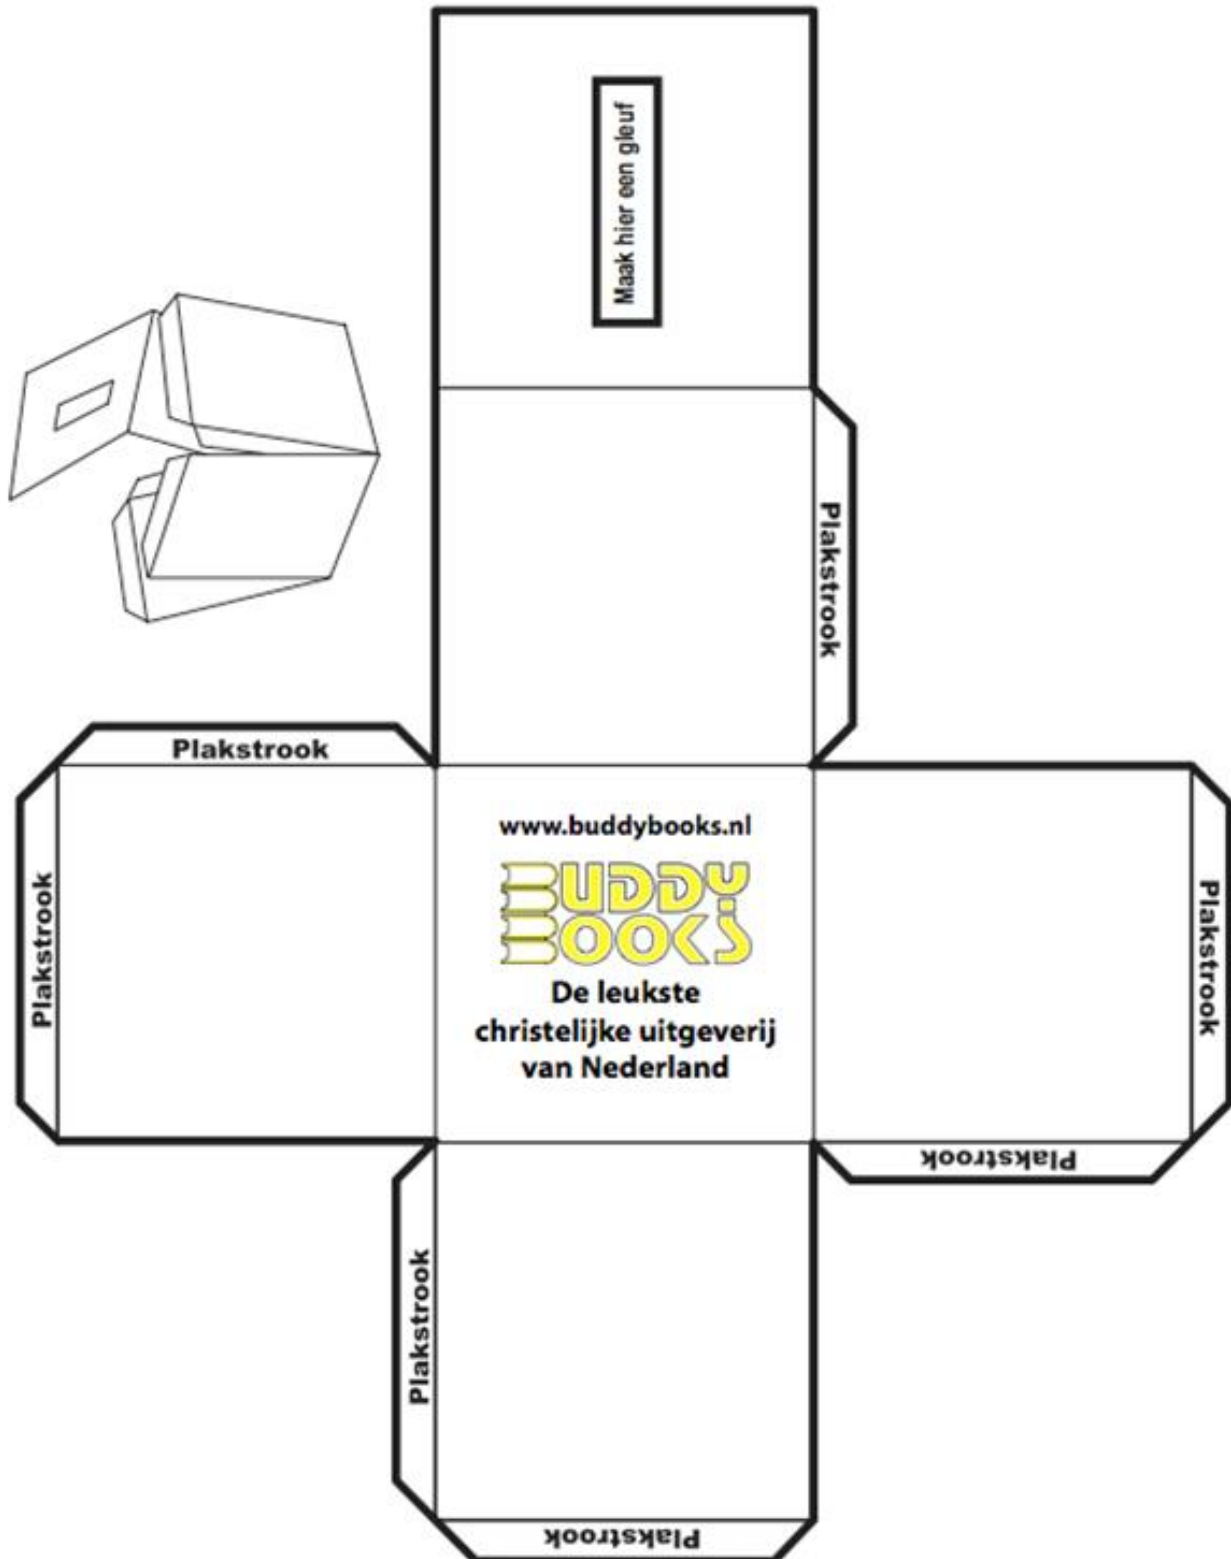 Maak hier een gleuf
Plakstrook
Plakstrook
Plakstrook
www.buddybooks.nl
BUDDY
BOOKS
De leukste
christelijke uitgeverij
van Nederland
Plakstrook
Plakstrook
Plakstrook
Plakstrook